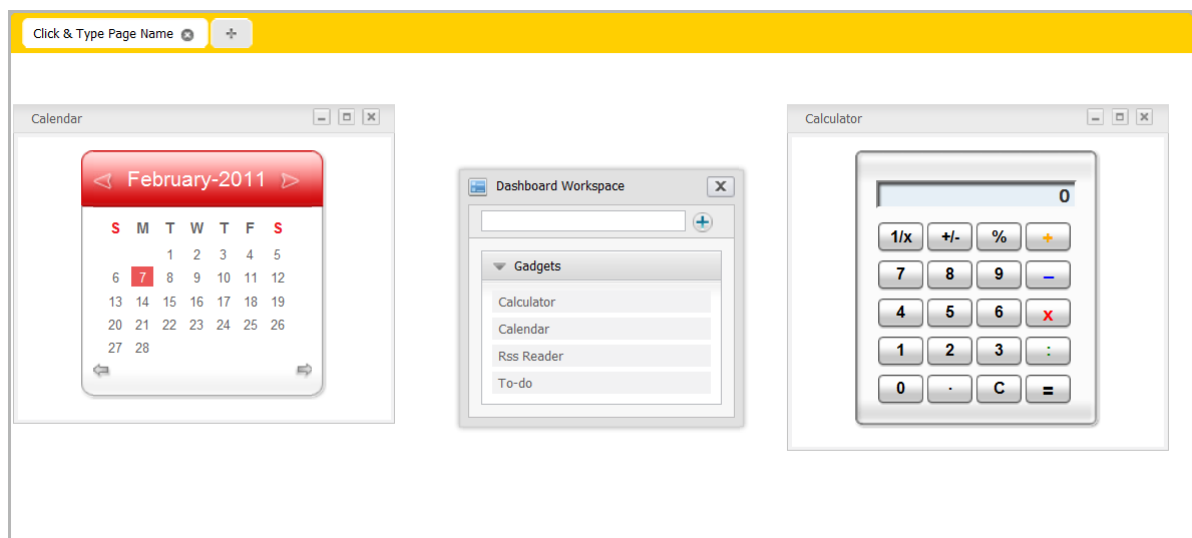 Click & Type Page Name
Calendar
February-2011
S M T W T F S
1 2 3 4 5
6 7 8 9 10 11 12
13 14 15 16 17 18 19
20 21 22 23 24 25 26
27 28
Dashboard Workspace
Gadgets
Calculator
Calendar
Rss Reader
To-do
Calculator
0
1/x +/- % +
7 8 9 –
4 5 6 x
1 2 3 :
0 . C =